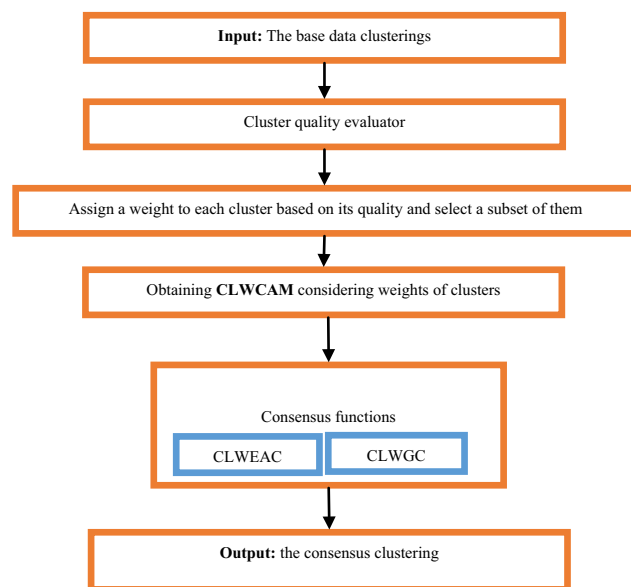 Input: The base data clusterings
Cluster quality evaluator
Assign a weight to each cluster based on its quality and select a subset of them
Obtaining CLWCAM considering weights of clusters
Consensus functions
CLWEAC
CLWGC
Output: the consensus clustering